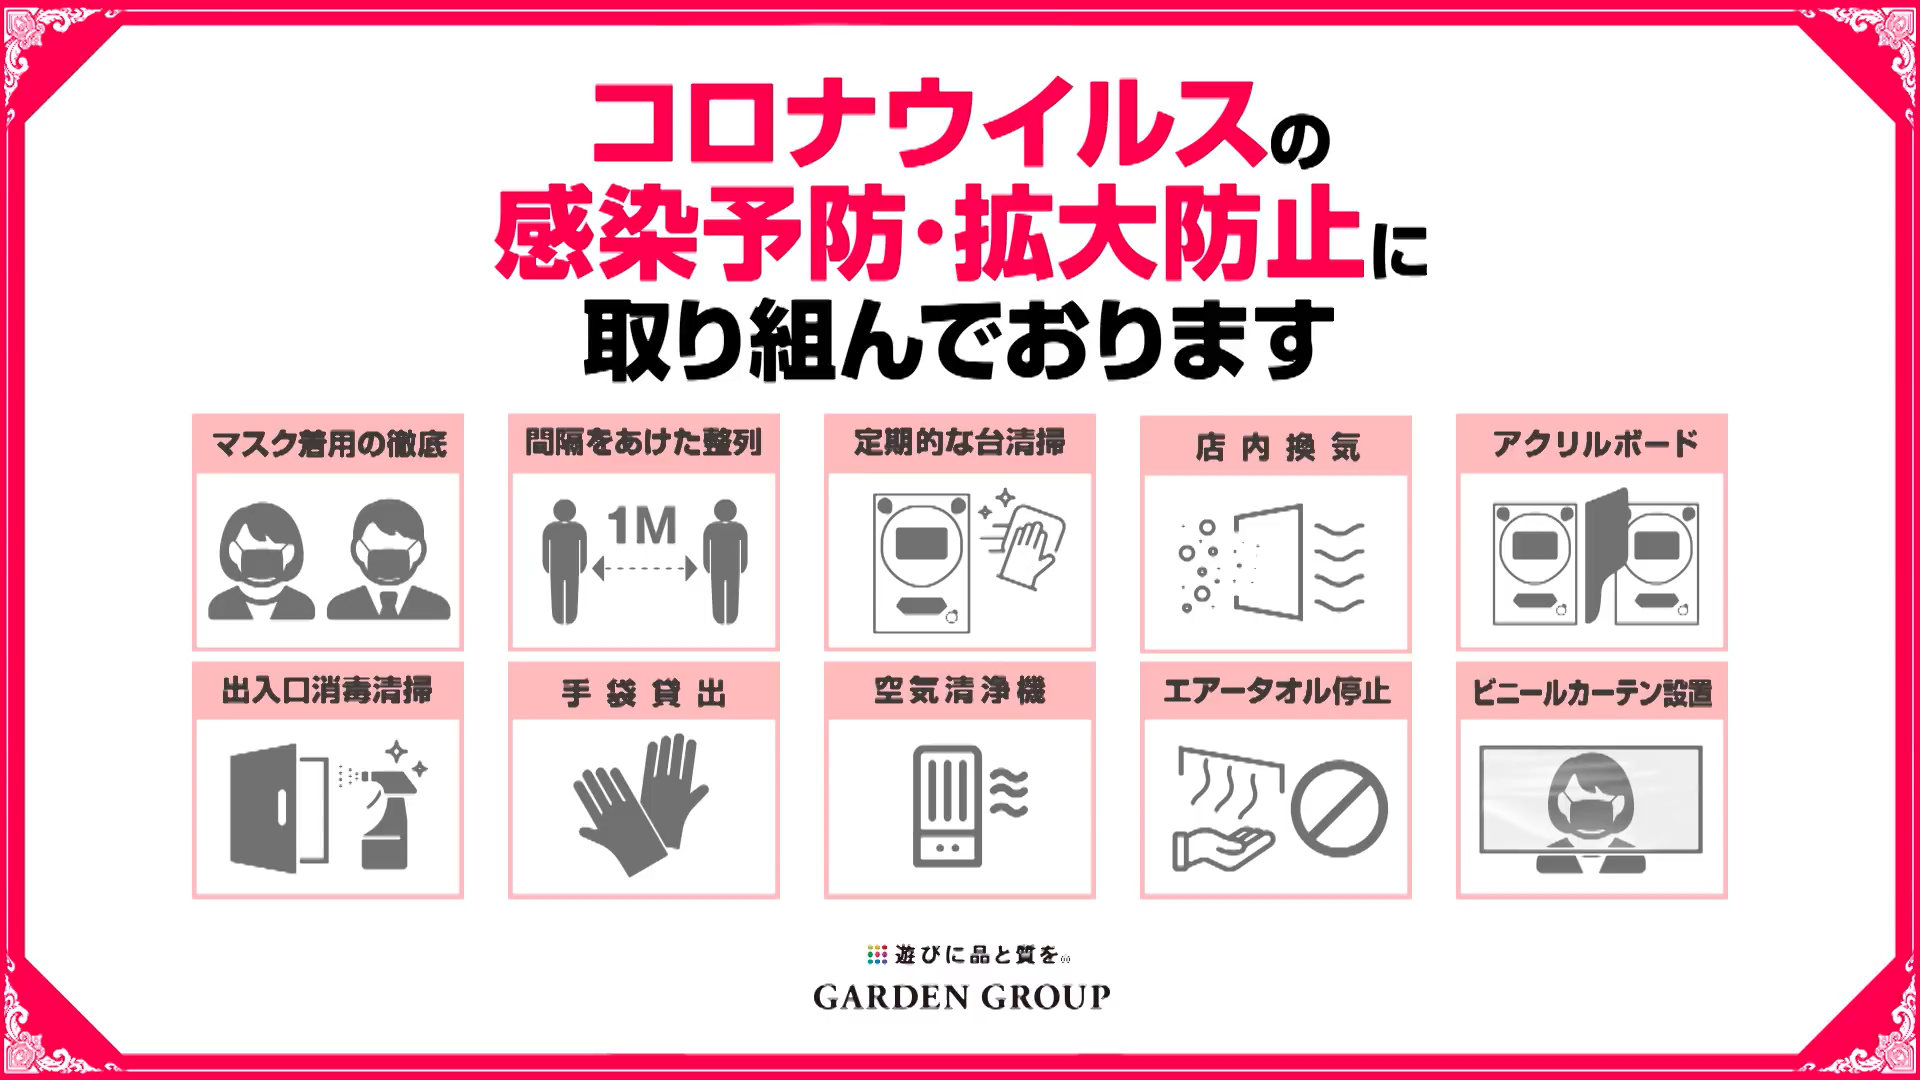 コロナウイルスの
感染予防・拡大防止に
取り組んでおります
マスク着用の徹底
間隔をあけた整列
定期的な台清掃
店内換気
アクリルボード
1M
出入口消毒清掃
手袋貸出
空気清浄機
エアータオル停止
ビニールカーテン設置
遊びに品と質を。
GARDEN GROUP